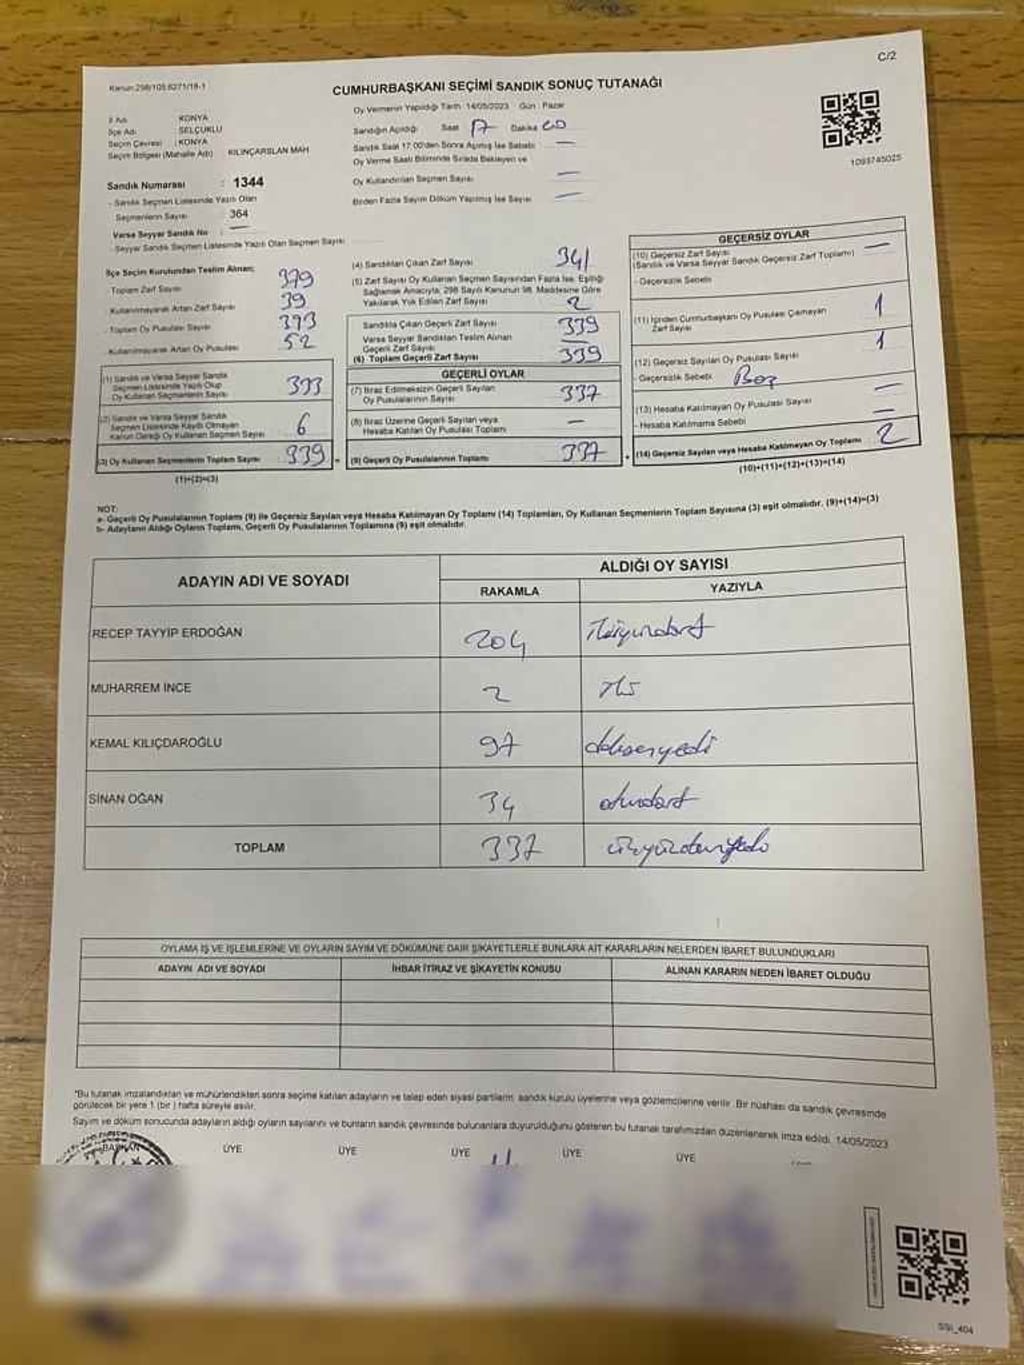 Kanun:298/105.6271/18-1
C/2
CUMHURBAŞKANI SEÇİMİ SANDIK SONUÇ TUTANAĞI
Oy Vermenin Yapıldığı Tarih :14/05/2023 Gün : Pazar
İl Adı : KONYA
İlçe Adı : SELÇUKLU
Seçim Çevresi : KONYA
Seçim Bölgesi (Mahalle Adı) : KILINÇARSLAN MAH
Sandığın Açıldığı Saat 17 Dakika 00
Sandık Saat 17.00'den Sonra Açılmış İse Sebebi : —
Oy Verme Saati Bitiminde Sırada Bekleyen ve
Oy Kullandırılan Seçmen Sayısı —
Birden Fazla Sayım Döküm Yapılmış İse Sayısı —
1093745025
Sandık Numarası : 1344
- Sandık Seçmen Listesinde Yazılı Olan
Seçmenlerin Sayısı : 364
Varsa Seyyar Sandık No : —
- Seyyar Sandık Seçmen Listesinde Yazılı Olan Seçmen Sayısı
İlçe Seçim Kurulundan Teslim Alınan;
- Toplam Zarf Sayısı 379
- Kullanılmayarak Artan Zarf Sayısı 39
- Toplam Oy Pusulası Sayısı 393
- Kullanılmayarak Artan Oy Pusulası 52
(1) Sandık ve Varsa Seyyar Sandık
Seçmen Listesinde Yazılı Olup
Oy Kullanan Seçmenlerin Sayısı 333
(2) Sandık ve Varsa Seyyar Sandık
Seçmen Listesinde Kaydı Olmayan
Kanun Gereği Oy Kullanan Seçmen Sayısı 6
(3) Oy Kullanan Seçmenlerin Toplam Sayısı 339
(1)+(2)=(3)
(4) Sandıktan Çıkan Zarf Sayısı 341
(5) Zarf Sayısı Oy Kullanan Seçmen Sayısından Fazla İse, Eşitliği
Sağlamak Amacıyla, 298 Sayılı Kanunun 98. Maddesine Göre
Yakılarak Yok Edilen Zarf Sayısı 2
Sandıkta Çıkan Geçerli Zarf Sayısı 339
Varsa Seyyar Sandıktan Teslim Alınan
Geçerli Zarf Sayısı —
(6) Toplam Geçerli Zarf Sayısı 339
GEÇERLİ OYLAR
(7) İtiraz Edilmeksizin Geçerli Sayılan
Oy Pusulalarının Sayısı 337
(8) İtiraz Üzerine Geçerli Sayılan veya
Hesaba Katılan Oy Pusulası Toplamı —
(9) Geçerli Oy Pusulalarının Toplamı 337
GEÇERSİZ OYLAR
(10) Geçersiz Zarf Sayısı —
(Sandık ve Varsa Seyyar Sandık Geçersiz Zarf Toplamı)
- Geçersizlik Sebebi
(11) İçinden Cumhurbaşkanı Oy Pusulası Çıkmayan
Zarf Sayısı 1
(12) Geçersiz Sayılan Oy Pusulası Sayısı 1
- Geçersizlik Sebebi Boş
(13) Hesaba Katılmayan Oy Pusulası Sayısı —
- Hesaba Katılmama Sebebi —
(14) Geçersiz Sayılan veya Hesaba Katılmayan Oy Toplamı 2
(10)+(11)+(12)+(13)=(14)
NOT:
a- Geçerli Oy Pusulalarının Toplamı (9) ile Geçersiz Sayılan veya Hesaba Katılmayan Oy Toplamı (14) Toplamları, Oy Kullanan Seçmenlerin Toplam Sayısına (3) eşit olmalıdır. (9)+(14)=(3)
b- Adayların Aldığı Oyların Toplamı, Geçerli Oy Pusulalarının Toplamına (9) eşit olmalıdır.
ADAYIN ADI VE SOYADI
ALDIĞI OY SAYISI
RAKAMLA YAZIYLA
RECEP TAYYİP ERDOĞAN 204 ikiyüzdört
MUHARREM İNCE 2 iki
KEMAL KILIÇDAROĞLU 97 doksanyedi
SİNAN OĞAN 34 otuzdört
TOPLAM 337 üçyüzotuzyedi
OYLAMA İŞ VE İŞLEMLERİNE VE OYLARIN SAYIM VE DÖKÜMÜNE DAİR ŞİKAYETLERLE BUNLARA AİT KARARLARIN NELERDEN İBARET BULUNDUKLARI
ADAYIN ADI VE SOYADI İHBAR İTİRAZ VE ŞİKAYETİN KONUSU ALINAN KARARIN NEDEN İBARET OLDUĞU
*Bu tutanak imzalandıktan ve mühürlendikten sonra seçime katılan adayların ve talep eden siyasi partilerin, sandık kurulu üyelerine veya gözlemcilerine verilir. Bir nüshası da sandık çevresinde
görülecek bir yere 1 (bir) hafta süreyle asılır.
Sayım ve döküm sonucunda adayların aldığı oyların sayılarını ve bunların sandık çevresinde bulunanlara duyurulduğunu gösteren bu tutanak tarafımızdan düzenlenerek imza edildi. 14/05/2023
BAŞKAN ÜYE ÜYE ÜYE ÜYE ÜYE
SSI_404